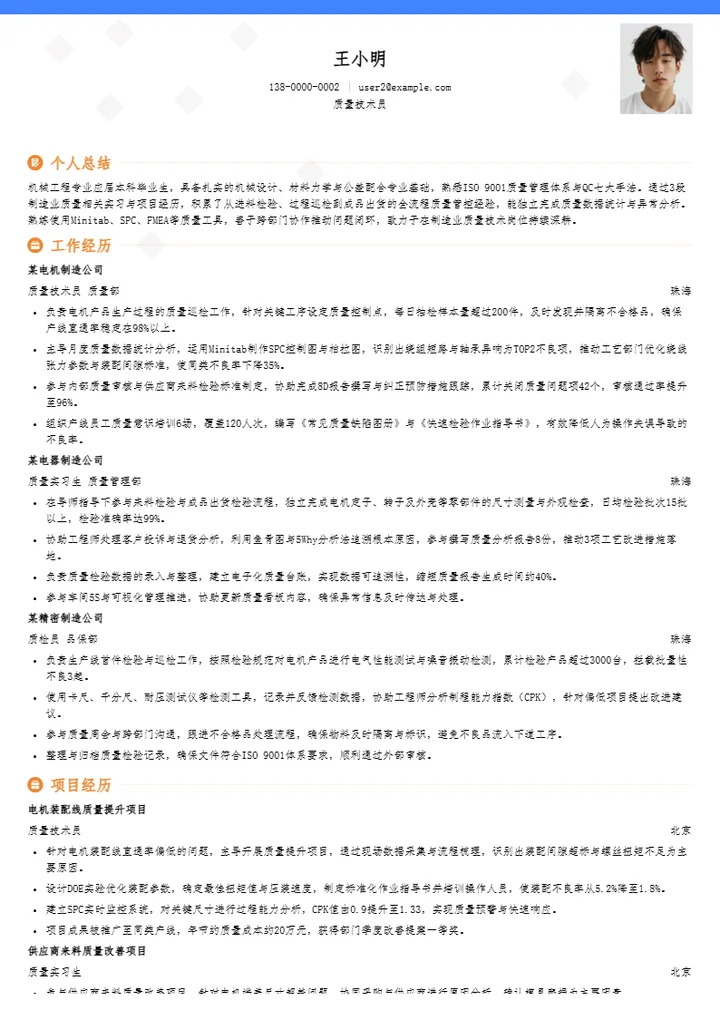 王小明
138-0000-0002 | user2@example.com
质量技术员
个人总结
机械工程专业应届本科毕业生，具备扎实的机械设计、材料力学与公差配合专业基础，熟悉ISO 9001质量管理体系与QC七大手法。通过3段
制造业质量相关实习与项目经历，积累了从进料检验、过程巡检到成品出货的全流程质量管控经验，能独立完成质量数据统计与异常分析。
熟练使用Minitab、SPC、FMEA等质量工具，善于跨部门协作推动问题闭环，致力于在制造业质量技术岗位持续深耕。
工作经历
某电机制造公司
质量技术员 质量部 珠海
• 负责电机产品生产过程的质量巡检工作，针对关键工序设定质量控制点，每日抽检样本量超过200件，及时发现并隔离不合格品，确保
产线直通率稳定在98%以上。
• 主导月度质量数据统计分析，运用Minitab制作SPC控制图与柏拉图，识别出绕组短路与轴承异响为TOP2不良项，推动工艺部门优化绕线
张力参数与装配间隙标准，使同类不良率下降35%。
• 参与内部质量审核与供应商来料检验标准制定，协助完成8D报告撰写与纠正预防措施跟踪，累计关闭质量问题项42个，审核通过率提升
至96%。
• 组织产线员工质量意识培训6场，覆盖120人次，编写《常见质量缺陷图册》与《快速检验作业指导书》，有效降低人为操作失误导致的
不良率。
某电器制造公司
质量实习生 质量管理部 珠海
• 在导师指导下参与来料检验与成品出货检验流程，独立完成电机定子、转子及外壳等零部件的尺寸测量与外观检查，日均检验批次15批
以上，检验准确率达99%。
• 协助工程师处理客户投诉与退货分析，利用鱼骨图与5Why分析法追溯根本原因，参与撰写质量分析报告8份，推动3项工艺改进措施落
地。
• 负责质量检验数据的录入与整理，建立电子化质量台账，实现数据可追溯性，缩短质量报告生成时间约40%。
• 参与车间5S与可视化管理推进，协助更新质量看板内容，确保异常信息及时传达与处理。
某精密制造公司
质检员 品保部 珠海
• 负责生产线首件检验与巡检工作，按照检验规范对电机产品进行电气性能测试与噪音振动检测，累计检验产品超过3000台，拦截批量性
不良3起。
• 使用卡尺、千分尺、耐压测试仪等检测工具，记录并反馈检测数据，协助工程师分析制程能力指数（CPK），针对偏低项目提出改进建
议。
• 参与质量周会与跨部门沟通，跟进不合格品处理流程，确保物料及时隔离与标识，避免不良品流入下道工序。
• 整理与归档质量检验记录，确保文件符合ISO 9001体系要求，顺利通过外部审核。
项目经历
电机装配线质量提升项目
质量技术员 北京
• 针对电机装配线直通率偏低的问题，主导开展质量提升项目，通过现场数据采集与流程梳理，识别出装配间隙超标与螺丝扭矩不足为主
要原因。
• 设计DOE实验优化装配参数，确定最佳扭矩值与压装速度，制定标准化作业指导书并培训操作人员，使装配不良率从5.2%降至1.8%。
• 建立SPC实时监控系统，对关键尺寸进行过程能力分析，CPK值由0.9提升至1.33，实现质量预警与快速响应。
• 项目成果被推广至同类产线，年节约质量成本约20万元，获得部门季度改善提案一等奖。
供应商来料质量改善项目
质量实习生 北京